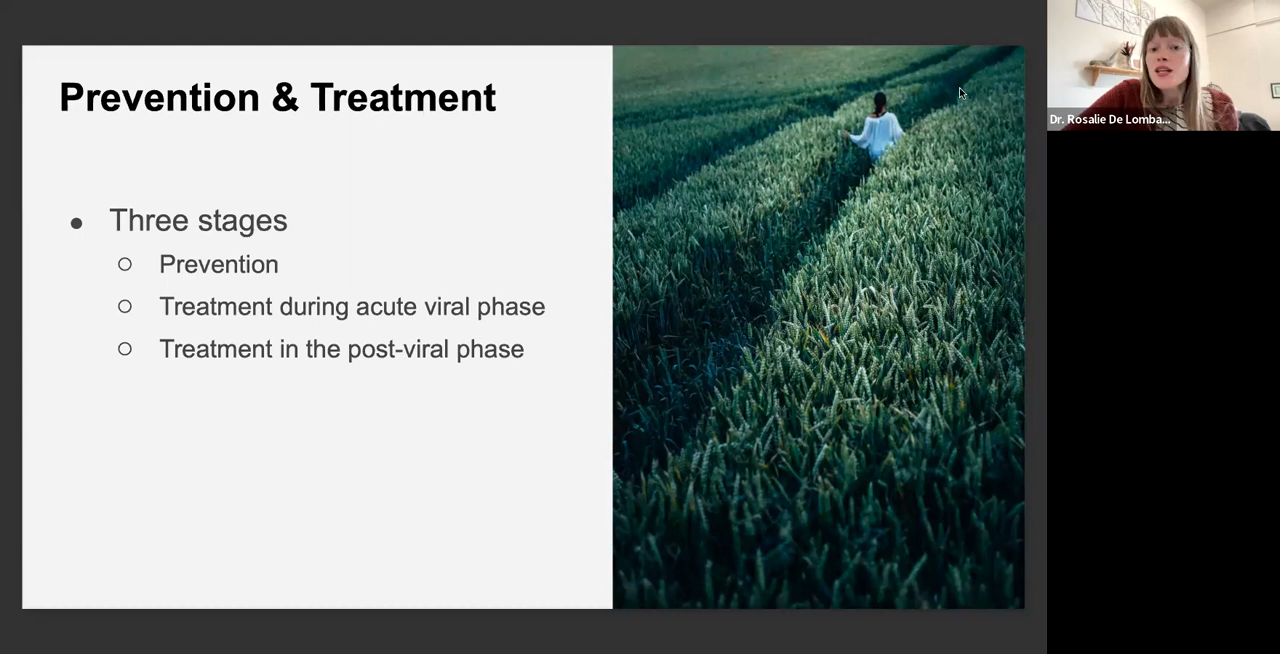 Prevention & Treatment
● Three stages
○ Prevention
○ Treatment during acute viral phase
○ Treatment in the post-viral phase
Dr. Rosalie De Lomba...